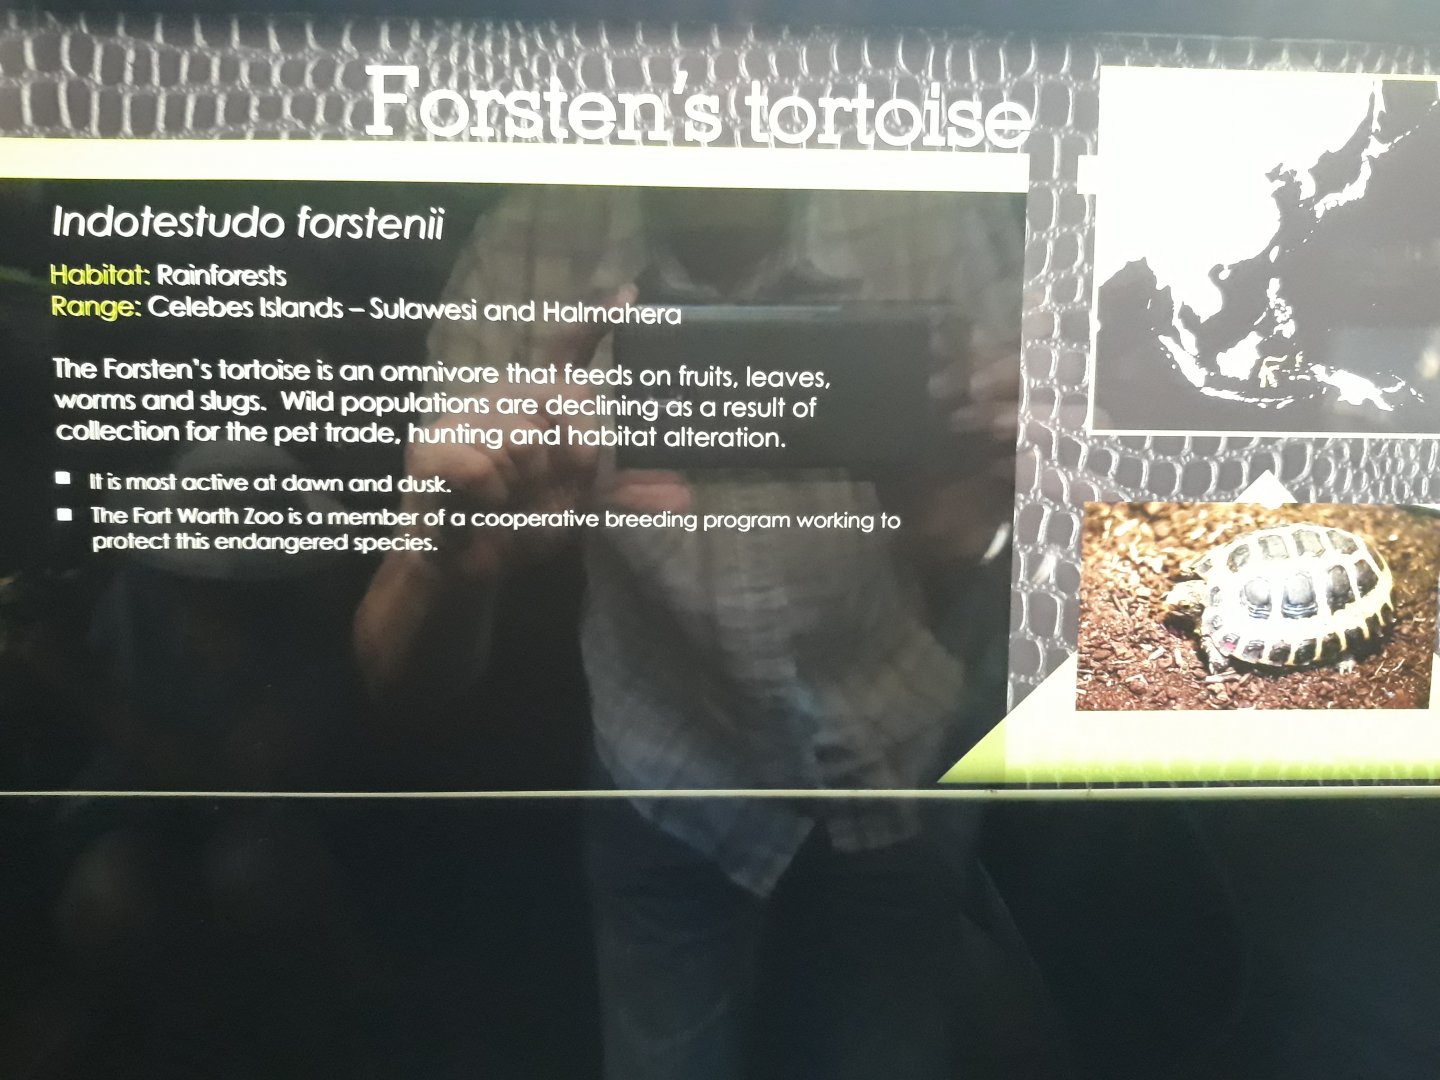 Forsten's tortoise
Indotestudo forstenii
Habitat: Rainforests
Range: Celebes Islands – Sulawesi and Halmahera
The Forsten's tortoise is an omnivore that feeds on fruits, leaves,
worms and slugs. Wild populations are declining as a result of
collection for the pet trade, hunting and habitat alteration.
It is most active at dawn and dusk.
The Fort Worth Zoo is a member of a cooperative breeding program working to
protect this endangered species.